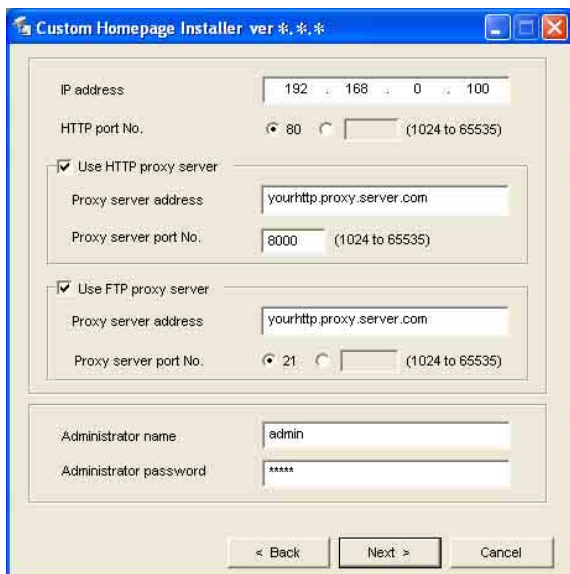 Custom Homepage Installer ver *.*.*
IP address 192 . 168 . 0 . 100
HTTP port No. 80 (1024 to 65535)
Use HTTP proxy server
Proxy server address yourhttp.proxy.server.com
Proxy server port No. 8000 (1024 to 65535)
Use FTP proxy server
Proxy server address yourhttp.proxy.server.com
Proxy server port No. 21 (1024 to 65535)
Administrator name admin
Administrator password *****
< Back Next > Cancel